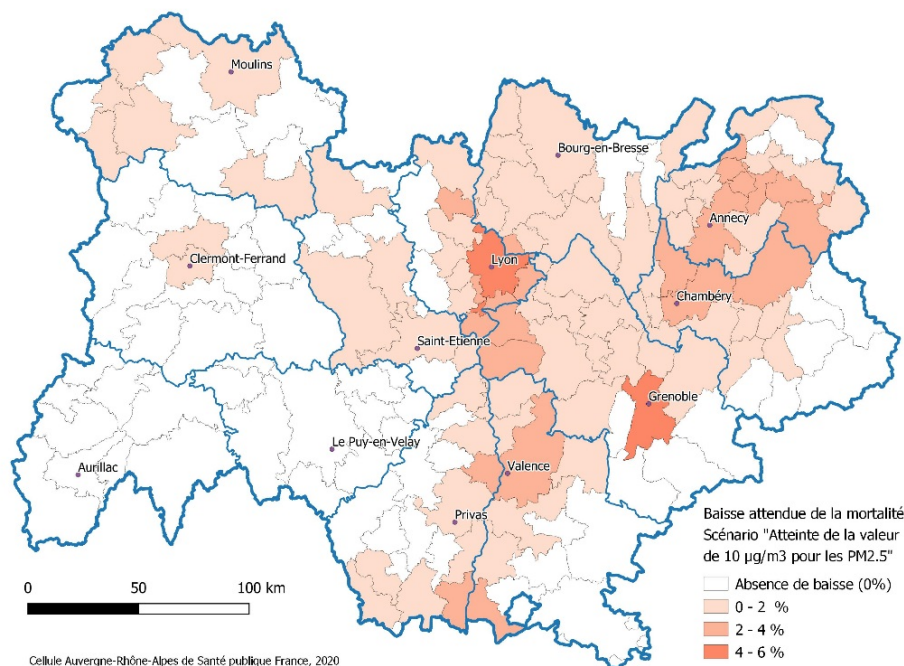 Moulins
Bourg-en-Bresse
Annecy
Clermont-Ferrand
Lyon
Chambéry
Saint-Etienne
Grenoble
Le Puy-en-Velay
Aurillac
Valence
Privas
Baisse attendue de la mortalité
Scénario "Atteinte de la valeur
de 10 µg/m3 pour les PM2.5"
Absence de baisse (0%)
0 - 2 %
2 - 4 %
4 - 6 %
0 50 100 km
Cellule Auvergne-Rhône-Alpes de Santé publique France, 2020